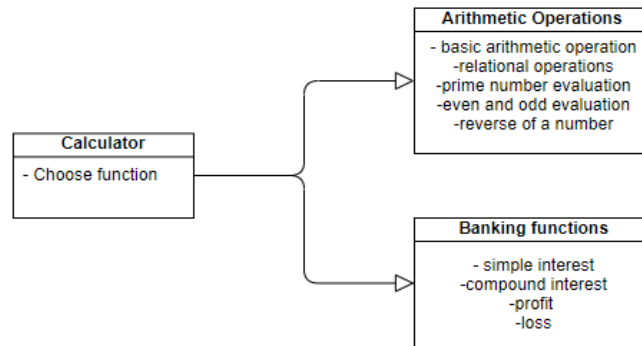 Arithmetic Operations
- basic arithmetic operation
-relational operations
-prime number evaluation
-even and odd evaluation
-reverse of a number
Calculator
- Choose function
Banking functions
- simple interest
-compound interest
-profit
-loss